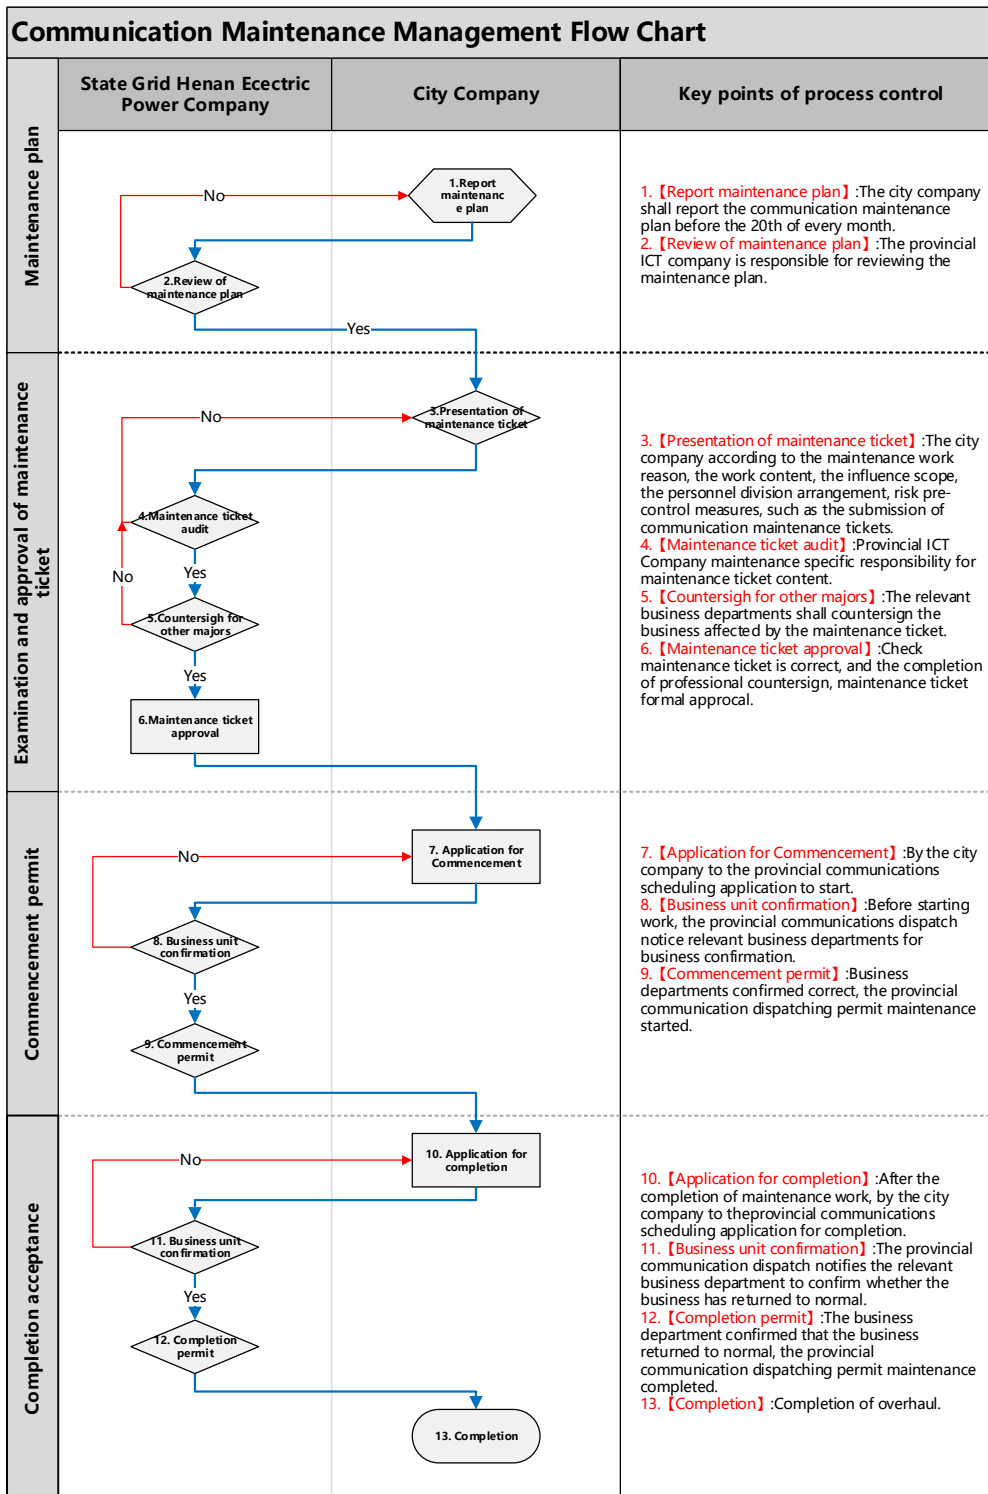 Communication Maintenance Management Flow Chart
State Grid Henan Ecectric
Power Company
City Company
Key points of process control
Maintenance plan
1.Report
maintenanc
e plan
No
2.Review of
maintenance plan
Yes
1.【Report maintenance plan】:The city company
shall report the communication maintenance
plan before the 20th of every month.
2.【Review of maintenance plan】:The provincial
ICT company is responsible for reviewing the
maintenance plan.
Examination and approval of maintenance
ticket
No
3.Presentation of
maintenance ticket
4.Maintenance ticket
audit
Yes
No
5.Countersigh for
other majors
Yes
6.Maintenance ticket
approval
3.【Presentation of maintenance ticket】:The city
company according to the maintenance work
reason, the work content, the influence scope,
the personnel division arrangement, risk pre-
control measures, such as the submission of
communication maintenance tickets.
4.【Maintenance ticket audit】:Provincial ICT
Company maintenance specific responsibility for
maintenance ticket content.
5.【Countersigh for other majors】:The relevant
business departments shall countersign the
business affected by the maintenance ticket.
6.【Maintenance ticket approval】:Check
maintenance ticket is correct, and the completion
of professional countersign, maintenance ticket
formal approcal.
Commencement permit
No
7. Application for
Commencement
8. Business unit
confirmation
Yes
9. Commencement
permit
7.【Application for Commencement】:By the city
company to the provincial communications
scheduling application to start.
8.【Business unit confirmation】:Before starting
work, the provincial communications dispatch
notice relevant business departments for
business confirmation.
9.【Commencement permit】:Business
departments confirmed correct, the provincial
communication dispatching permit maintenance
started.
Completion acceptance
No
10. Application for
completion
11. Business unit
confirmation
Yes
12. Completion
permit
13. Completion
10.【Application for completion】:After the
completion of maintenance work, by the city
company to theprovincial communications
scheduling application for completion.
11.【Business unit confirmation】:The provincial
communication dispatch notifies the relevant
business department to confirm whether the
business has returned to normal.
12.【Completion permit】:The business
department confirmed that the business
returned to normal, the provincial
communication dispatching permit maintenance
completed.
13.【Completion】:Completion of overhaul.